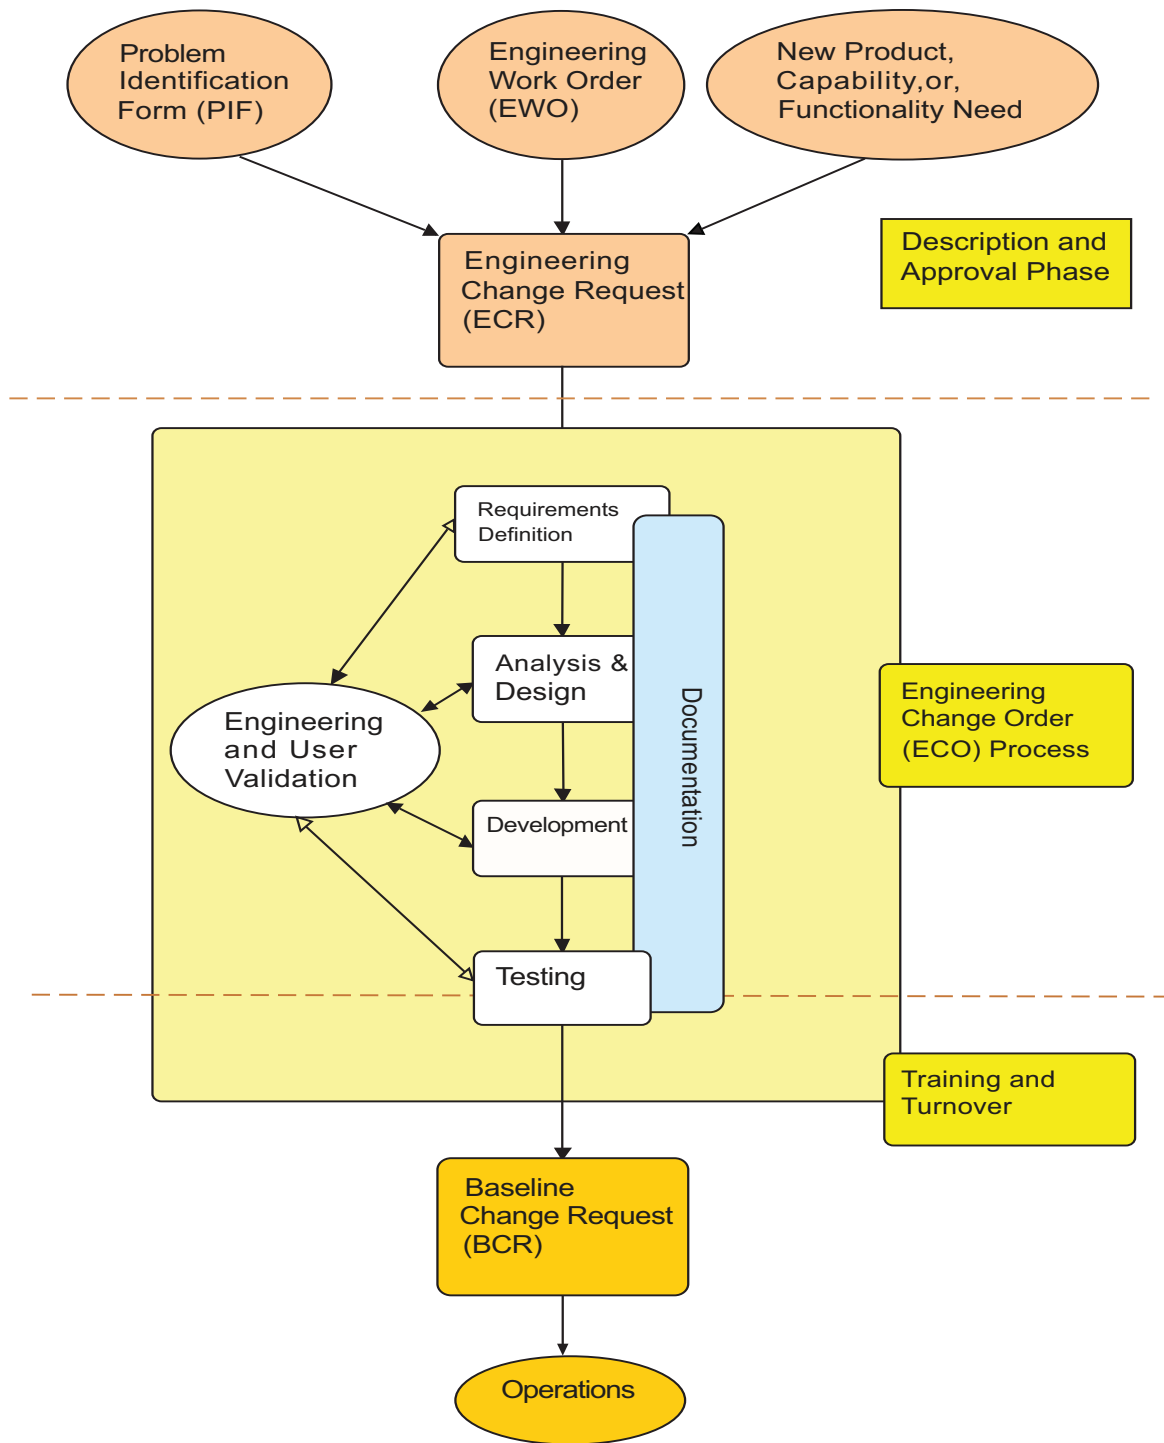 Problem
Identification
Form (PIF)
Engineering
Work Order
(EWO)
New Product,
Capability,or,
Functionality Need
Engineering
Change Request
(ECR)
Description and
Approval Phase
Requirements
Definition
Analysis &
Design
Documentation
Engineering
and User
Validation
Engineering
Change Order
(ECO) Process
Development
Testing
Training and
Turnover
Baseline
Change Request
(BCR)
Operations